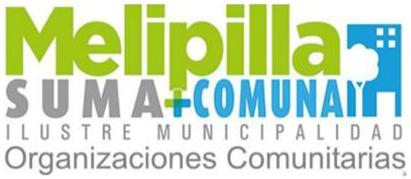 Melipilla
SUMA+COMUNA
ILUSTRE MUNICIPALIDAD
Organizaciones Comunitarias